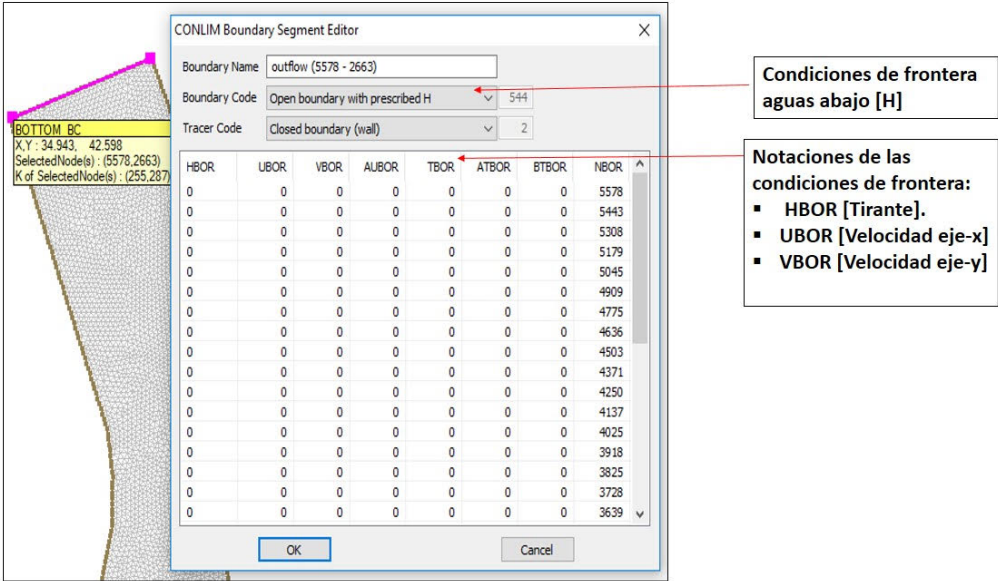 CONLIM Boundary Segment Editor
Boundary Name outflow (5578 - 2663)
Boundary Code Open boundary with prescribed H 544
Tracer Code Closed boundary (wall) 2
HBOR UBOR VBOR AUBOR TBOR ATBOR BTBOR NBOR
0 0 0 0 0 0 0 5578
0 0 0 0 0 0 0 5443
0 0 0 0 0 0 0 5308
0 0 0 0 0 0 0 5179
0 0 0 0 0 0 0 5045
0 0 0 0 0 0 0 4909
0 0 0 0 0 0 0 4775
0 0 0 0 0 0 0 4636
0 0 0 0 0 0 0 4503
0 0 0 0 0 0 0 4371
0 0 0 0 0 0 0 4250
0 0 0 0 0 0 0 4137
0 0 0 0 0 0 0 4025
0 0 0 0 0 0 0 3918
0 0 0 0 0 0 0 3825
0 0 0 0 0 0 0 3728
0 0 0 0 0 0 0 3639
OK Cancel
BOTTOM BC
X,Y : 34.943, 42.598
SelectedNode(s) : (5578,2663)
K of SelectedNode(s) : (255,287)
Condiciones de frontera
aguas abajo [H]
Notaciones de las
condiciones de frontera:
▪ HBOR [Tirante].
▪ UBOR [Velocidad eje-x]
▪ VBOR [Velocidad eje-y]